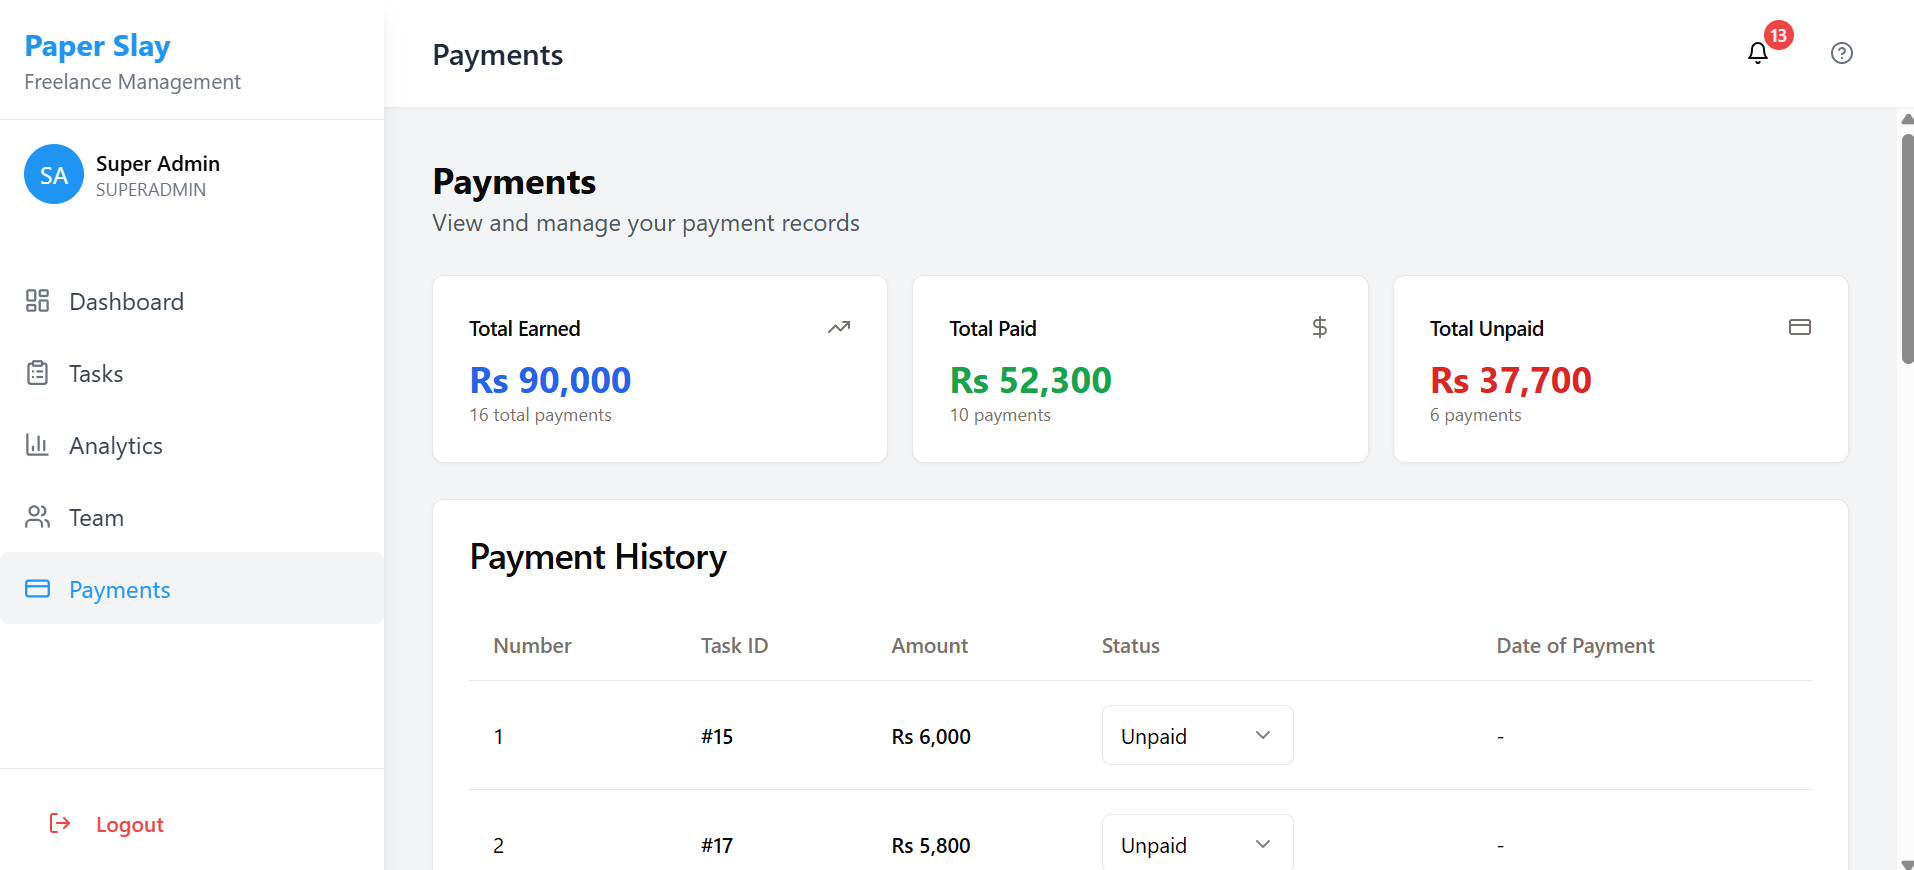 Paper Slay
Freelance Management
SA
Super Admin
SUPERADMIN
Dashboard
Tasks
Analytics
Team
Payments
Logout
Payments
13
Payments
View and manage your payment records
Total Earned
Rs 90,000
16 total payments
Total Paid
$
Rs 52,300
10 payments
Total Unpaid
Rs 37,700
6 payments
Payment History
Number Task ID Amount Status Date of Payment
1 #15 Rs 6,000 Unpaid -
2 #17 Rs 5,800 Unpaid -